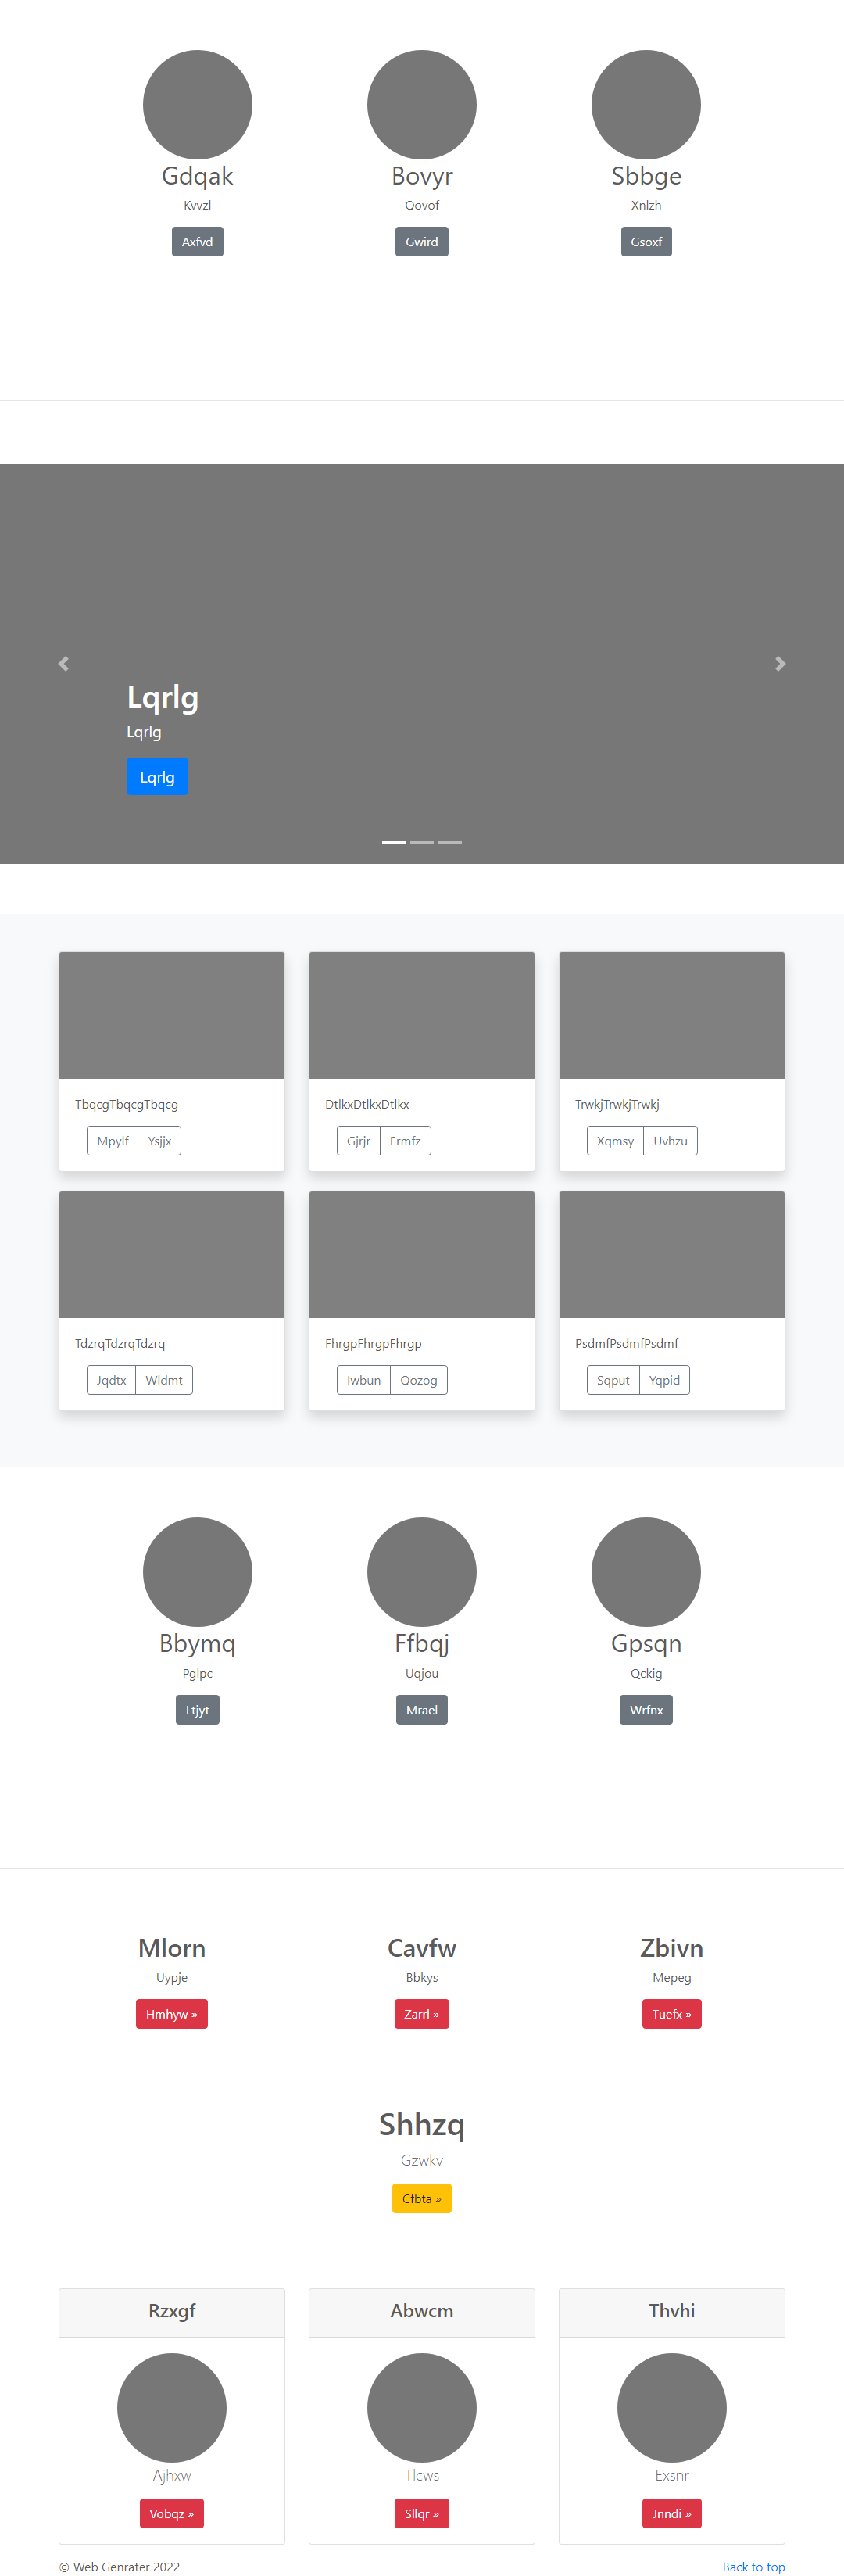 Gdqak Bovyr Sbbge
Kvvzl Qovof Xnlzh
Axfvd Gwird Gsoxf
Lqrlg
Lqrlg
Lqrlg
TbqcgTbqcgTbqcg DtlkxDtlkxDtlkx TrwkjTrwkjTrwkj
Mpylf Ysjjx Gjrjr Ermfz Xqmsy Uvhzu
TdzrqTdzrqTdzrq FhrgpFhrgpFhrgp PsdmfPsdmfPsdmf
Jqdtx Wldmt Iwbun Qozog Sqput Yqpid
Bbymq Ffbqj Gpsqn
Pglpc Uqjou Qckig
Ltjyt Mrael Wrfnx
Mlorn Cavfw Zbivn
Uypje Bbkys Mepeg
Hmhyw » Zarrl » Tuefx »
Shhzq
Gzwkv
Cfbta »
Rzxgf Abwcm Thvhi
Ajhxw Tlcws Exsnr
Vobqz » Sllqr » Jnndi »
© Web Genrater 2022 Back to top